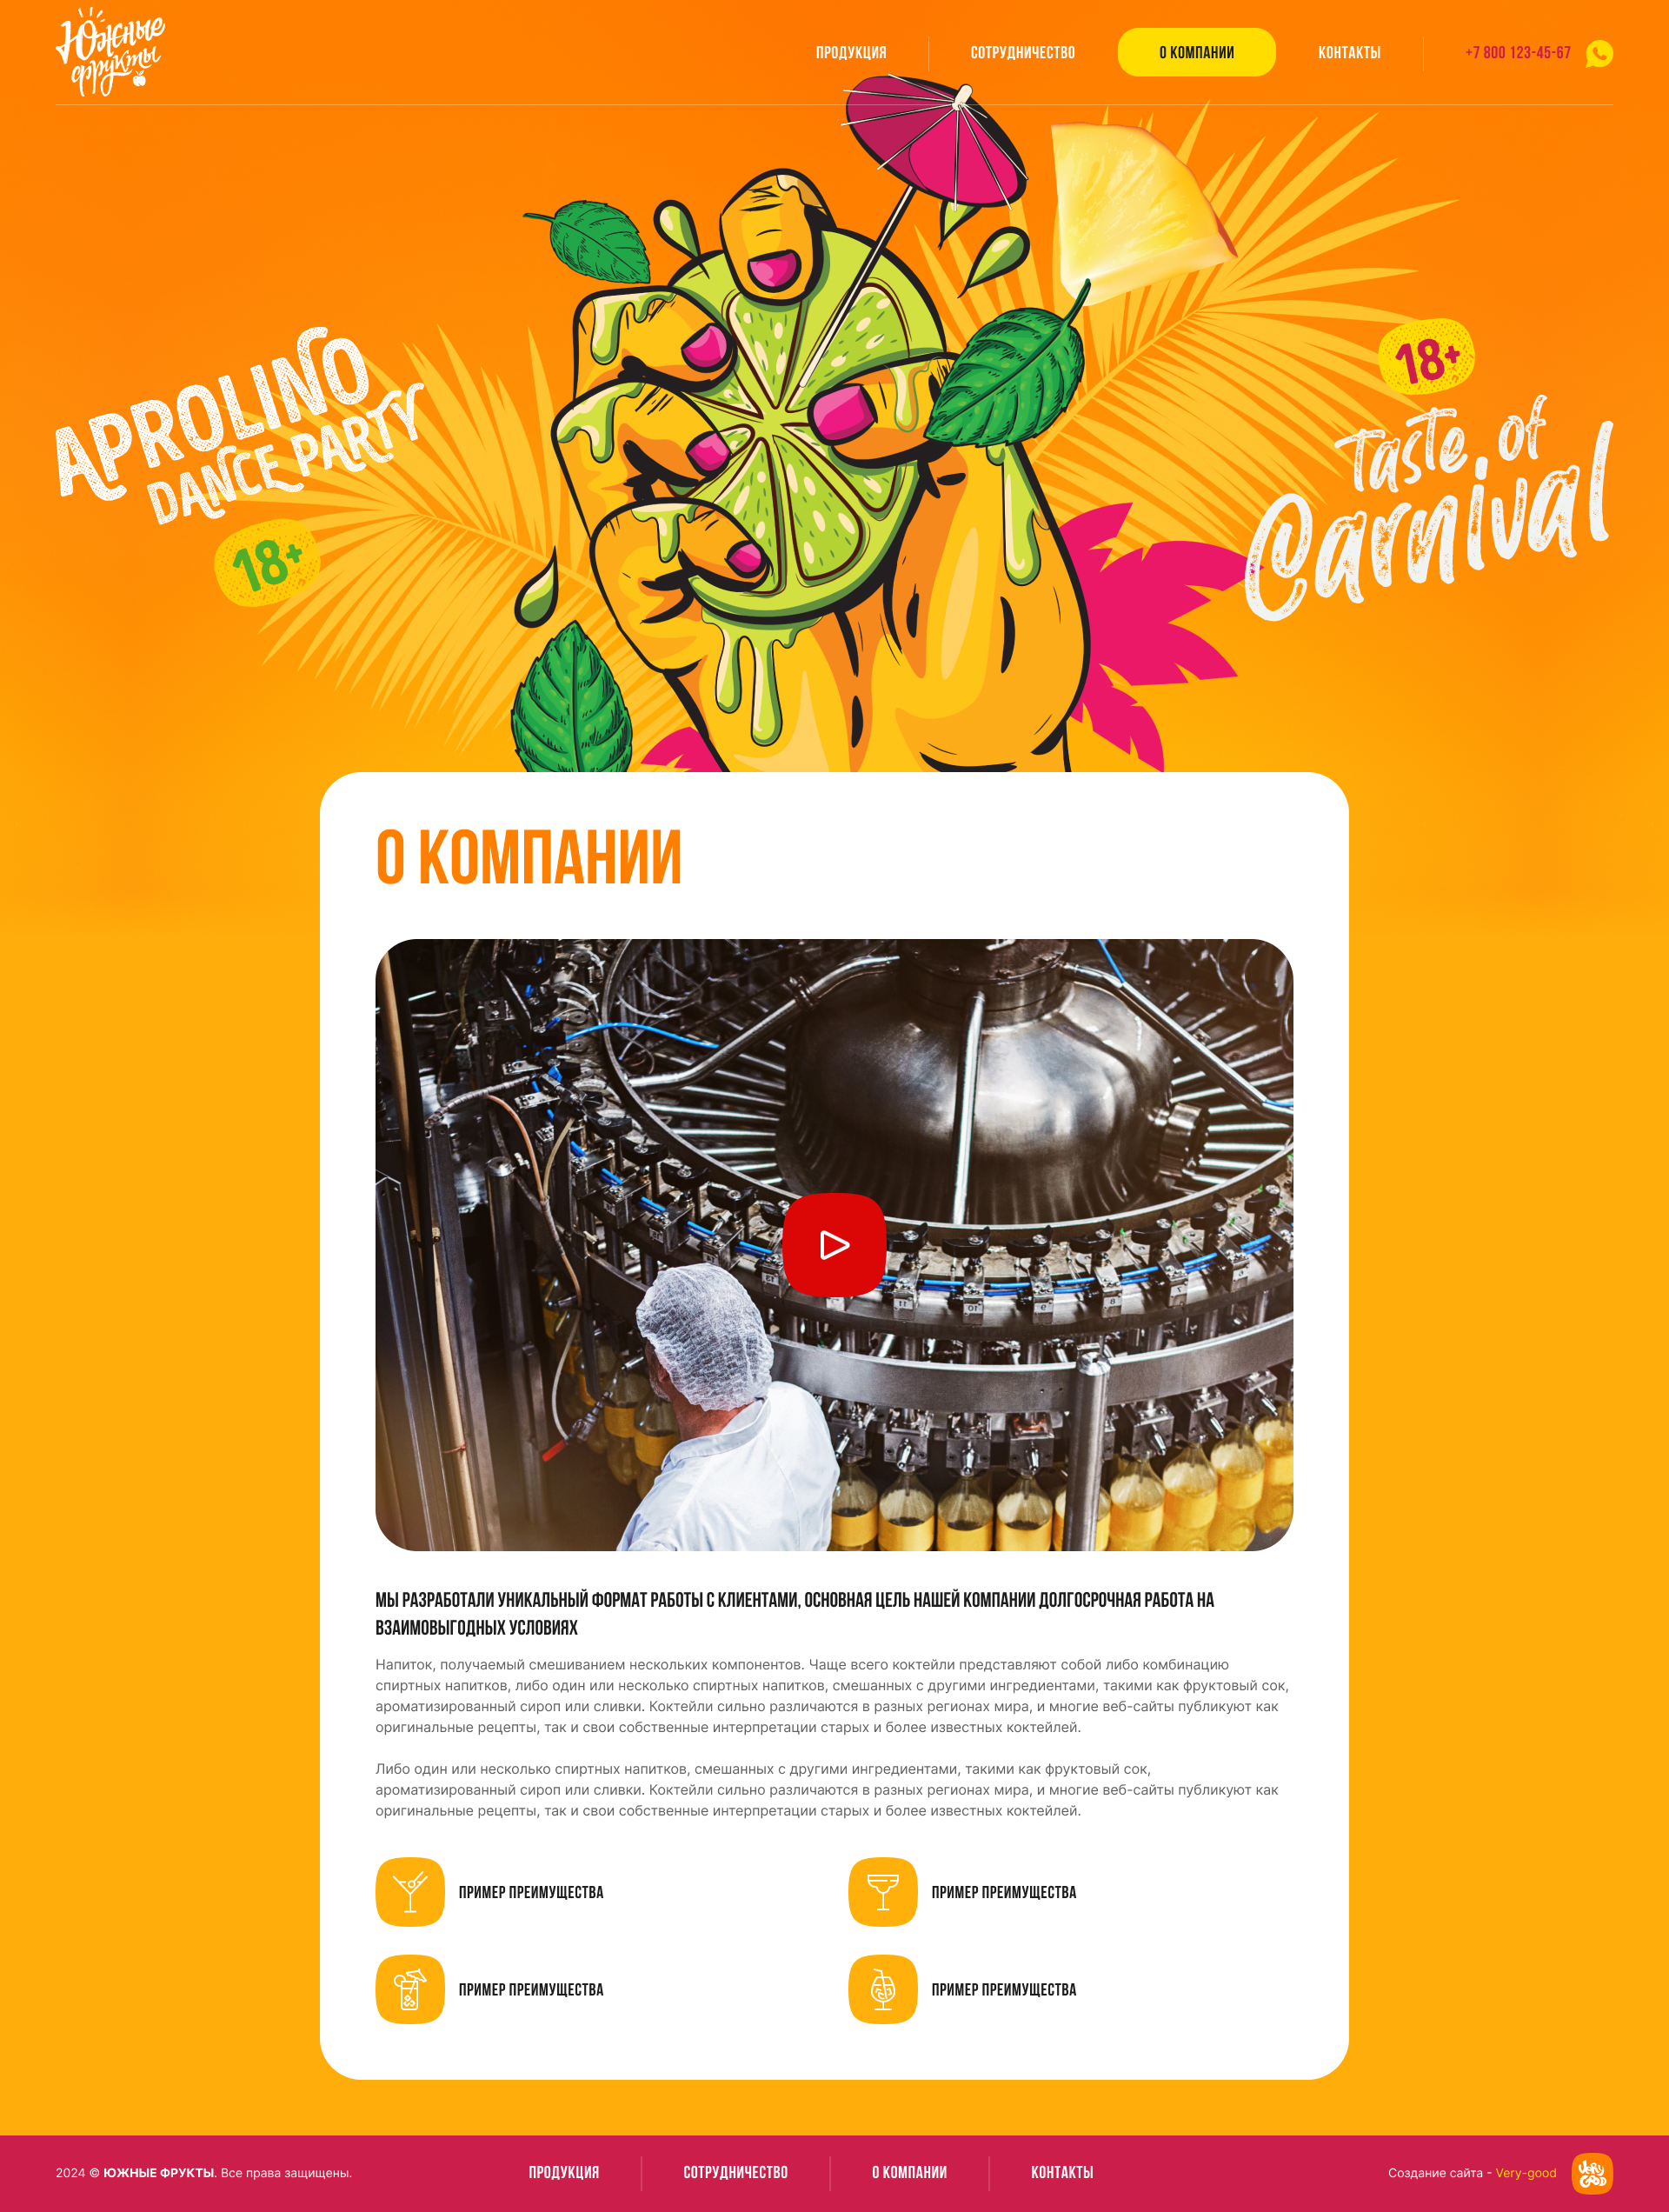 Южные
фрукты
ПРОДУКЦИЯ
СОТРУДНИЧЕСТВО
О КОМПАНИИ
КОНТАКТЫ
+7 800 123-45-67
APROLINO
DANCE PARTY
18+
18+
Taste of
Carnival
О КОМПАНИИ
11
10
9
МЫ РАЗРАБОТАЛИ УНИКАЛЬНЫЙ ФОРМАТ РАБОТЫ С КЛИЕНТАМИ, ОСНОВНАЯ ЦЕЛЬ НАШЕЙ КОМПАНИИ ДОЛГОСРОЧНАЯ РАБОТА НА
ВЗАИМОВЫГОДНЫХ УСЛОВИЯХ
Напиток, получаемый смешиванием нескольких компонентов. Чаще всего коктейли представляют собой либо комбинацию
спиртных напитков, либо один или несколько спиртных напитков, смешанных с другими ингредиентами, такими как фруктовый сок,
ароматизированный сироп или сливки. Коктейли сильно различаются в разных регионах мира, и многие веб-сайты публикуют как
оригинальные рецепты, так и свои собственные интерпретации старых и более известных коктейлей.
Либо один или несколько спиртных напитков, смешанных с другими ингредиентами, такими как фруктовый сок,
ароматизированный сироп или сливки. Коктейли сильно различаются в разных регионах мира, и многие веб-сайты публикуют как
оригинальные рецепты, так и свои собственные интерпретации старых и более известных коктейлей.
ПРИМЕР ПРЕИМУЩЕСТВА
ПРИМЕР ПРЕИМУЩЕСТВА
ПРИМЕР ПРЕИМУЩЕСТВА
ПРИМЕР ПРЕИМУЩЕСТВА
2024 © ЮЖНЫЕ ФРУКТЫ. Все права защищены.
ПРОДУКЦИЯ
СОТРУДНИЧЕСТВО
О КОМПАНИИ
КОНТАКТЫ
Создание сайта - Very-good
VERY
GOOD